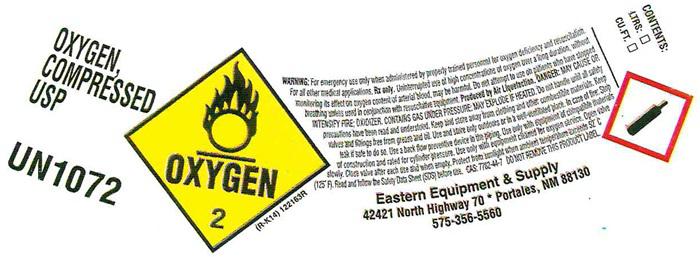 OXYGEN,
COMPRESSED
USP
UN1072
OXYGEN
2
(R-K14) 122163R
WARNING: For emergency use only when administered by properly trained personnel for oxygen deficiency and resuscitation.
For all other medical applications, Rx only. Uninterrupted use of high concentrations of oxygen over a long duration, without
monitoring its effect on oxygen content of arterial blood, may be harmful. Do not attempt to use on patients who have stopped
breathing unless used in conjunction with resuscitative equipment. Produced by Air Liquefaction. DANGER: MAY CAUSE OR
INTENSIFY FIRE; OXIDIZER. CONTAINS GAS UNDER PRESSURE; MAY EXPLODE IF HEATED. Do not handle until all safety
precautions have been read and understood. Keep and store away from clothing and other combustible materials. Keep
valves and fittings free from grease and oil. Use and store only outdoors or in a well-ventilated place. In case of fire: Stop
leak if safe to do so. Use a back flow preventive device in the piping. Use only with equipment of compatible materials
of construction and rated for cylinder pressure. Use only with equipment cleaned for oxygen service. Open valve
slowly. Close valve after each use and when empty. Protect from sunlight when ambient temperature exceeds 52° C
(125° F). Read and follow the Safety Data Sheet (SDS) before use. CAS: 7782-44-7 DO NOT REMOVE THIS PRODUCT LABEL.
Eastern Equipment & Supply
42421 North Highway 70 * Portales, NM 88130
575-356-5560
CONTENTS:
LTRS: ☐
CU.FT. ☐